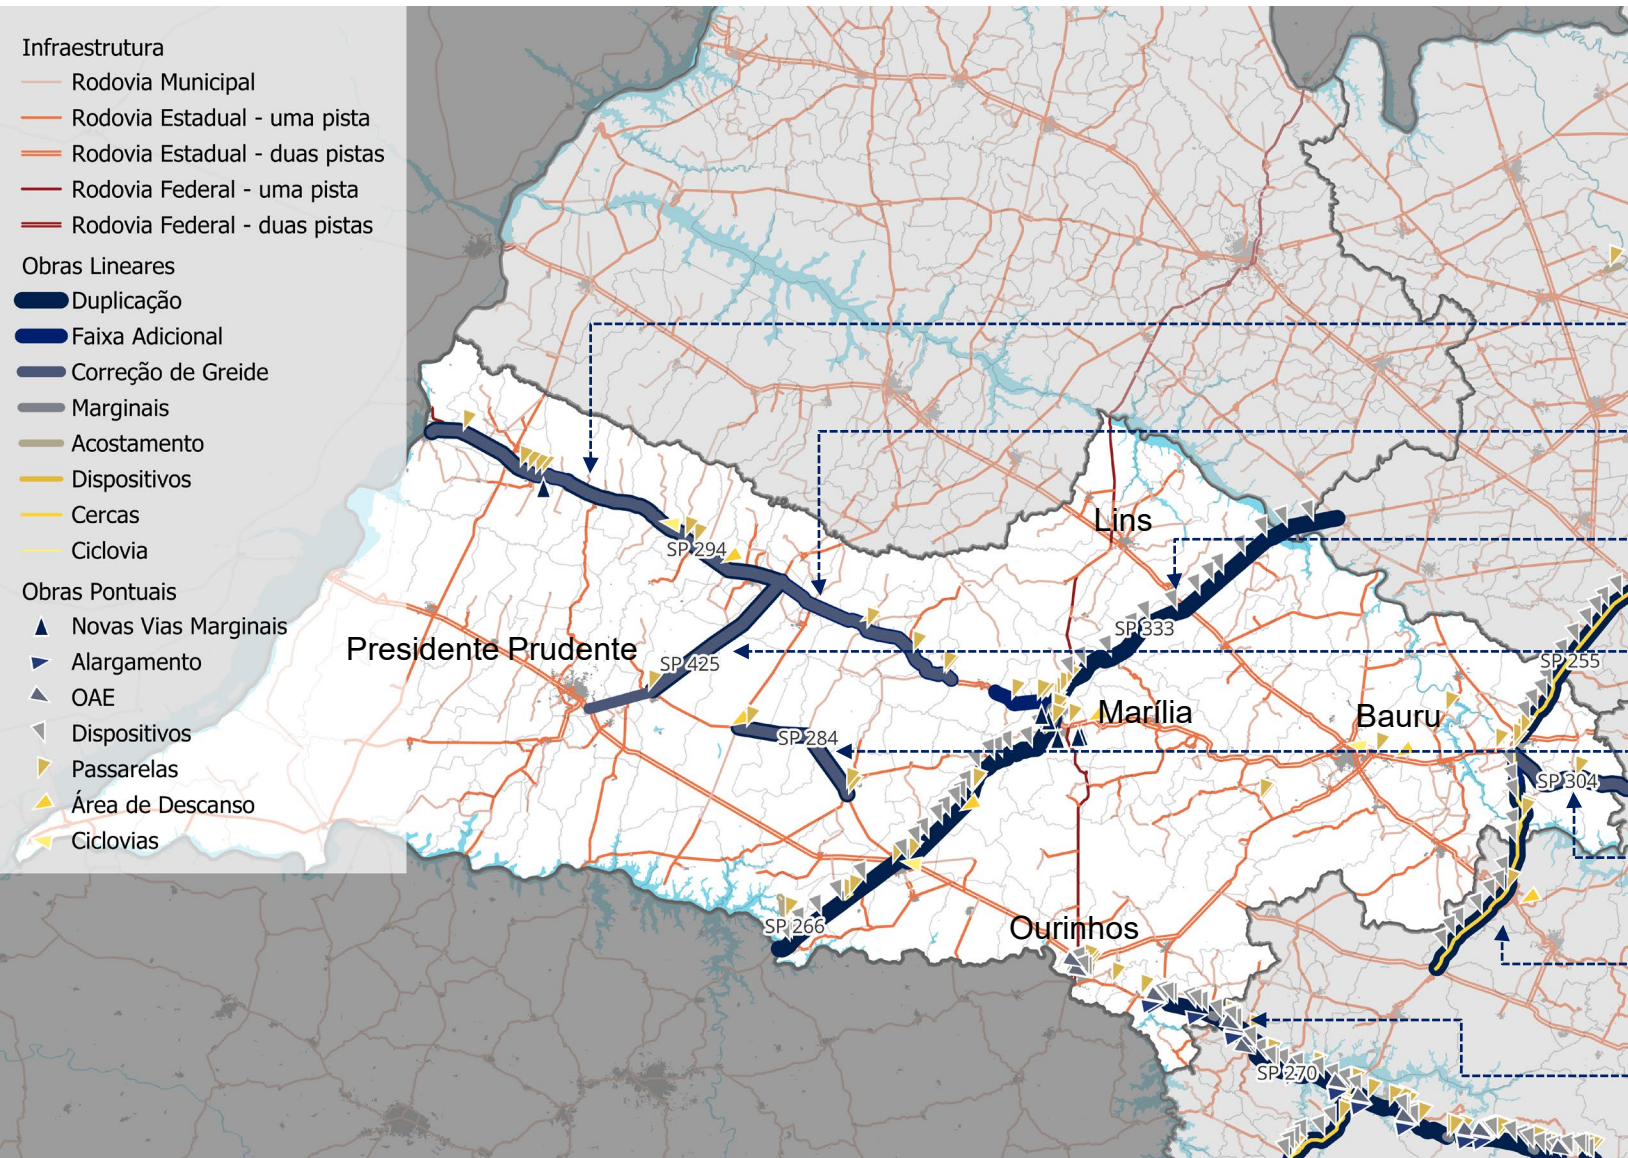 Infraestrutura
Rodovia Municipal
Rodovia Estadual - uma pista
Rodovia Estadual - duas pistas
Rodovia Federal - uma pista
Rodovia Federal - duas pistas
Obras Lineares
Duplicação
Faixa Adicional
Correção de Greide
Marginais
Acostamento
Dispositivos
Cercas
Ciclovia
Obras Pontuais
Novas Vias Marginais
Alargamento
OAE
Dispositivos
Passarelas
Área de Descanso
Ciclovias
Lins
SP 294
SP 333
Presidente Prudente
SP 425
SP 255
Marília
Bauru
SP 284
SP 304
SP 266
Ourinhos
SP 270